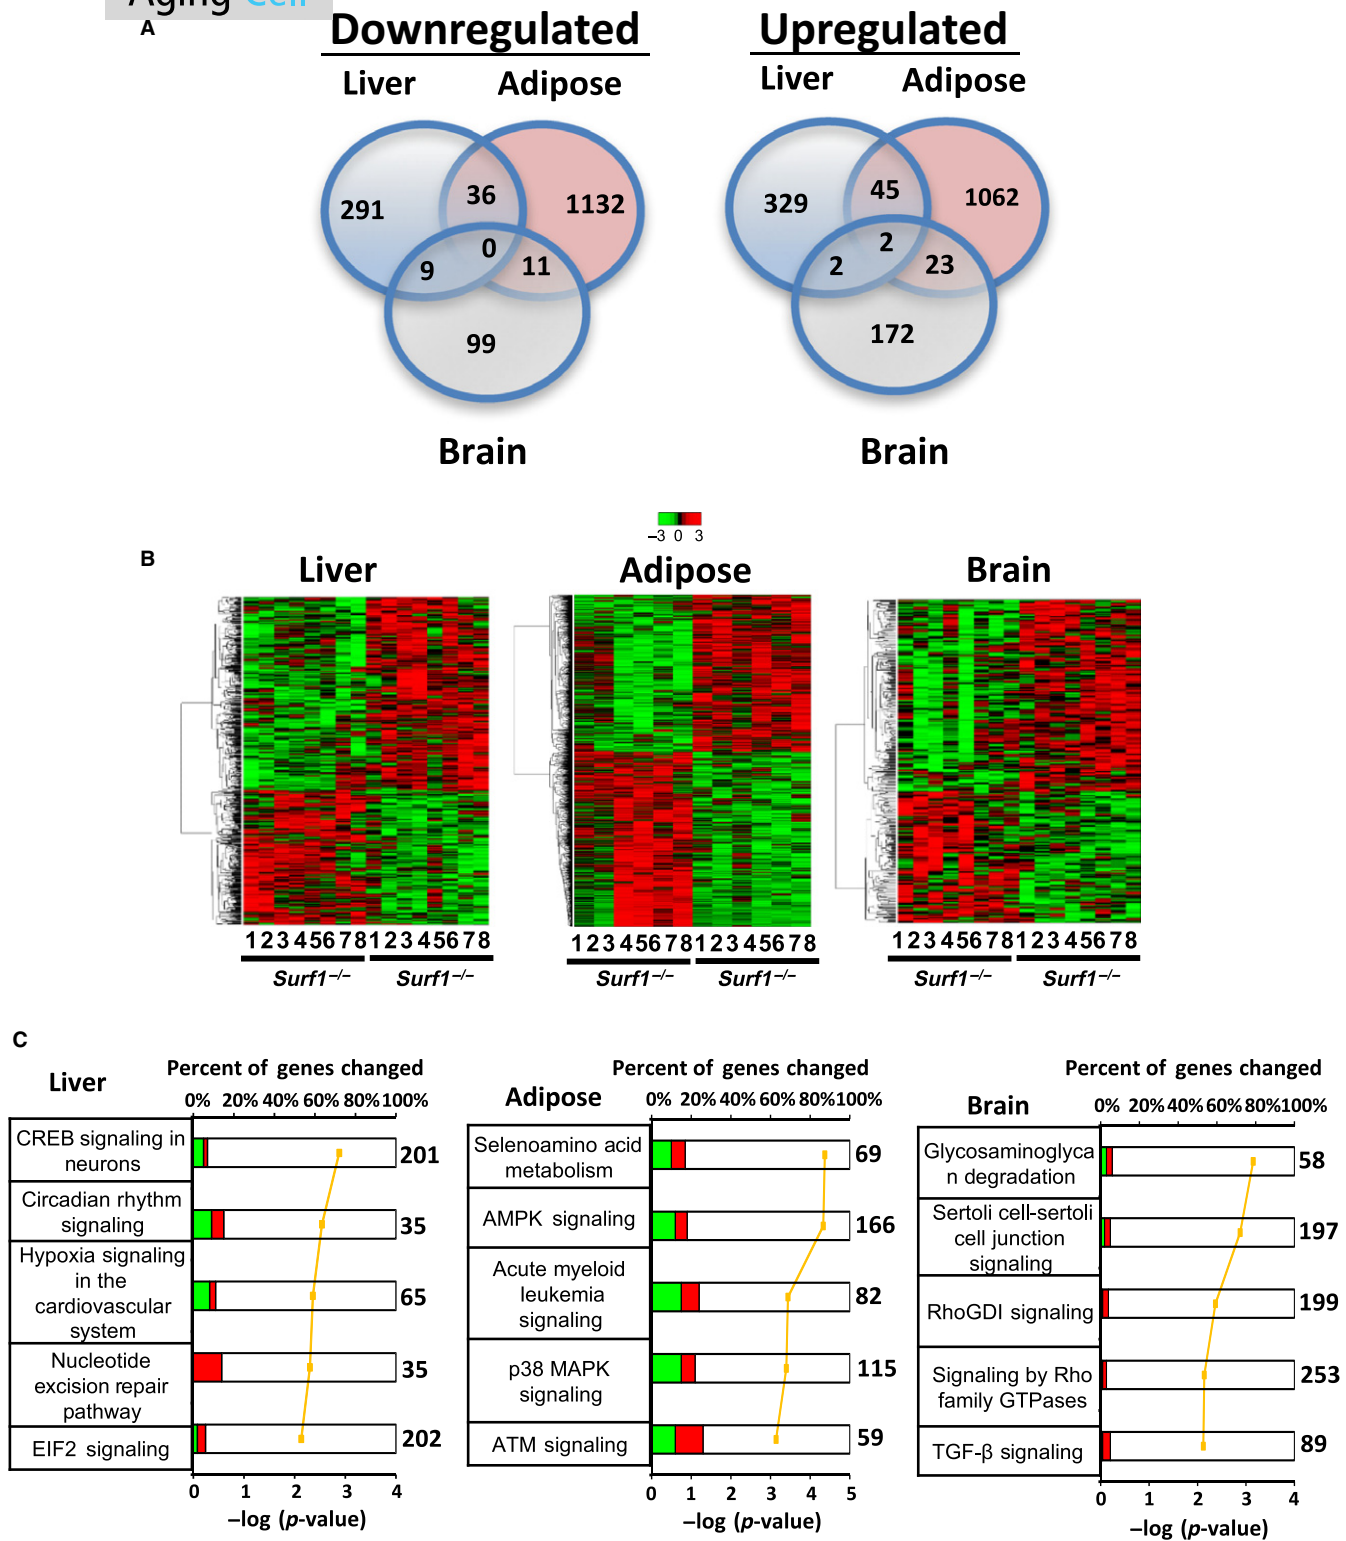 Aging Cell
A
Downregulated
Upregulated
Liver
Adipose
Liver
Adipose
291
36
1132
0
9
11
99
Brain
329
45
1062
2
2
23
172
Brain
–3 0 3
B
Liver
Adipose
Brain
1 2 3 4 5 6 7 8 1 2 3 4 5 6 7 8
1 2 3 4 5 6 7 8 1 2 3 4 5 6 7 8
1 2 3 4 5 6 7 8 1 2 3 4 5 6 7 8
Surf1–/–
Surf1–/–
Surf1–/–
Surf1–/–
Surf1–/–
Surf1–/–
C
Liver
Percent of genes changed
0% 20% 40% 60% 80% 100%
CREB signaling in
neurons
201
Circadian rhythm
signaling
35
Hypoxia signaling
in the
cardiovascular
system
65
Nucleotide
excision repair
pathway
35
EIF2 signaling
202
0 1 2 3 4
–log (p-value)
Adipose
Percent of genes changed
0% 20% 40% 60% 80% 100%
Selenoamino acid
metabolism
69
AMPK signaling
166
Acute myeloid
leukemia
signaling
82
p38 MAPK
signaling
115
ATM signaling
59
0 1 2 3 4 5
–log (p-value)
Brain
Percent of genes changed
0% 20% 40% 60% 80% 100%
Glycosaminoglyca
n degradation
58
Sertoli cell-sertoli
cell junction
signaling
197
RhoGDI signaling
199
Signaling by Rho
family GTPases
253
TGF-β signaling
89
0 1 2 3 4
–log (p-value)